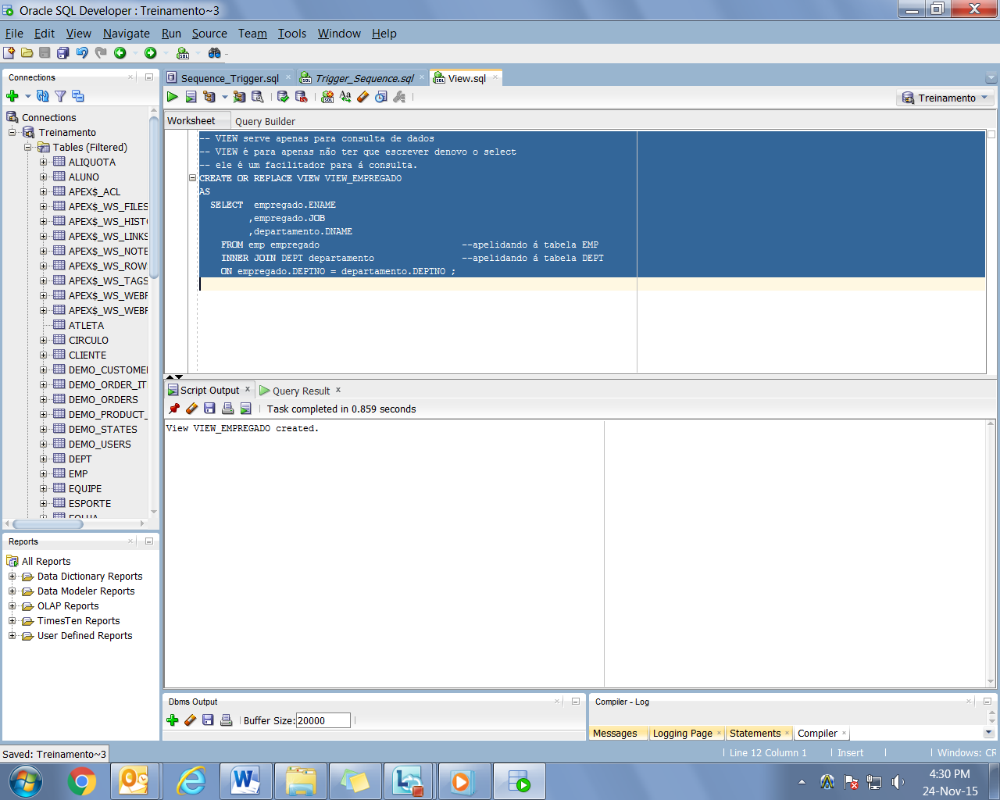 Oracle SQL Developer : Treinamento~3
File Edit View Navigate Run Source Team Tools Window Help
Connections
Sequence_Trigger.sql
Trigger_Sequence.sql
View.sql
Treinamento
Worksheet
Query Builder
Connections
Treinamento
Tables (Filtered)
ALIQUOTA
ALUNO
APEX$_ACL
APEX$_WS_FILES
APEX$_WS_HIST
APEX$_WS_LINKS
APEX$_WS_NOTE
APEX$_WS_ROW
APEX$_WS_TAGS
APEX$_WS_WEBP
APEX$_WS_WEBP
ATLETA
CIRCULO
CLIENTE
DEMO_CUSTOME
DEMO_ORDER_IT
DEMO_ORDERS
DEMO_PRODUCT_
DEMO_STATES
DEMO_USERS
DEPT
EMP
EQUIPE
ESPORTE
-- VIEW serve apenas para consulta de dados
-- VIEW é para apenas não ter que escrever denovo o select
-- ele é um facilitador para á consulta.
CREATE OR REPLACE VIEW VIEW_EMPREGADO
AS
SELECT empregado.ENAME
,empregado.JOB
,departamento.DNAME
FROM emp empregado --apelidando á tabela EMP
INNER JOIN DEPT departamento --apelidando á tabela DEPT
ON empregado.DEPTNO = departamento.DEPTNO ;
Script Output
Query Result
Task completed in 0.859 seconds
View VIEW_EMPREGADO created.
Reports
All Reports
Data Dictionary Reports
Data Modeler Reports
OLAP Reports
TimesTen Reports
User Defined Reports
Dbms Output
Buffer Size: 20000
Compiler - Log
Messages
Logging Page
Statements
Compiler
Saved: Treinamento~3
Line 12 Column 1
Insert
Windows: CR
4:30 PM
24-Nov-15